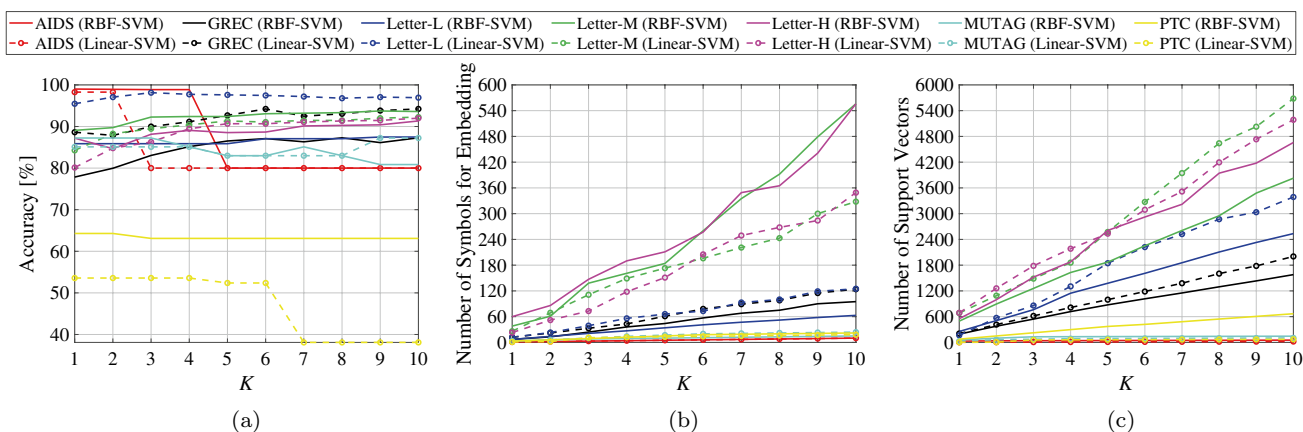 AIDS (RBF-SVM) GREC (RBF-SVM) Letter-L (RBF-SVM) Letter-M (RBF-SVM) Letter-H (RBF-SVM) MUTAG (RBF-SVM) PTC (RBF-SVM)
AIDS (Linear-SVM) GREC (Linear-SVM) Letter-L (Linear-SVM) Letter-M (Linear-SVM) Letter-H (Linear-SVM) MUTAG (Linear-SVM) PTC (Linear-SVM)
Accuracy [%]
100
90
80
70
60
50
40
1 2 3 4 5 6 7 8 9 10
K
(a)
Number of Symbols for Embedding
600
540
480
420
360
300
240
180
120
60
0
1 2 3 4 5 6 7 8 9 10
K
(b)
Number of Support Vectors
6000
5400
4800
4200
3600
3000
2400
1800
1200
600
0
1 2 3 4 5 6 7 8 9 10
K
(c)